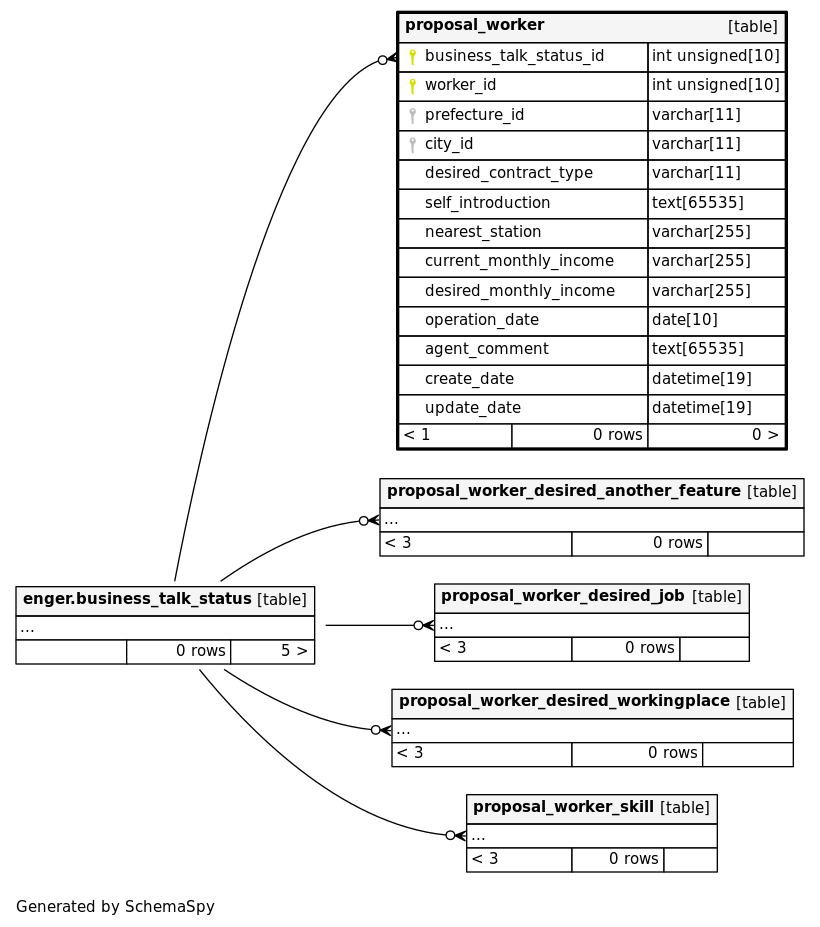 proposal_worker [table]
business_talk_status_id int unsigned[10]
worker_id int unsigned[10]
prefecture_id varchar[11]
city_id varchar[11]
desired_contract_type varchar[11]
self_introduction text[65535]
nearest_station varchar[255]
current_monthly_income varchar[255]
desired_monthly_income varchar[255]
operation_date date[10]
agent_comment text[65535]
create_date datetime[19]
update_date datetime[19]
< 1 0 rows 0 >
proposal_worker_desired_another_feature [table]
...
< 3 0 rows
enger.business_talk_status [table]
...
0 rows 5 >
proposal_worker_desired_job [table]
...
< 3 0 rows
proposal_worker_desired_workingplace [table]
...
< 3 0 rows
proposal_worker_skill [table]
...
< 3 0 rows
Generated by SchemaSpy